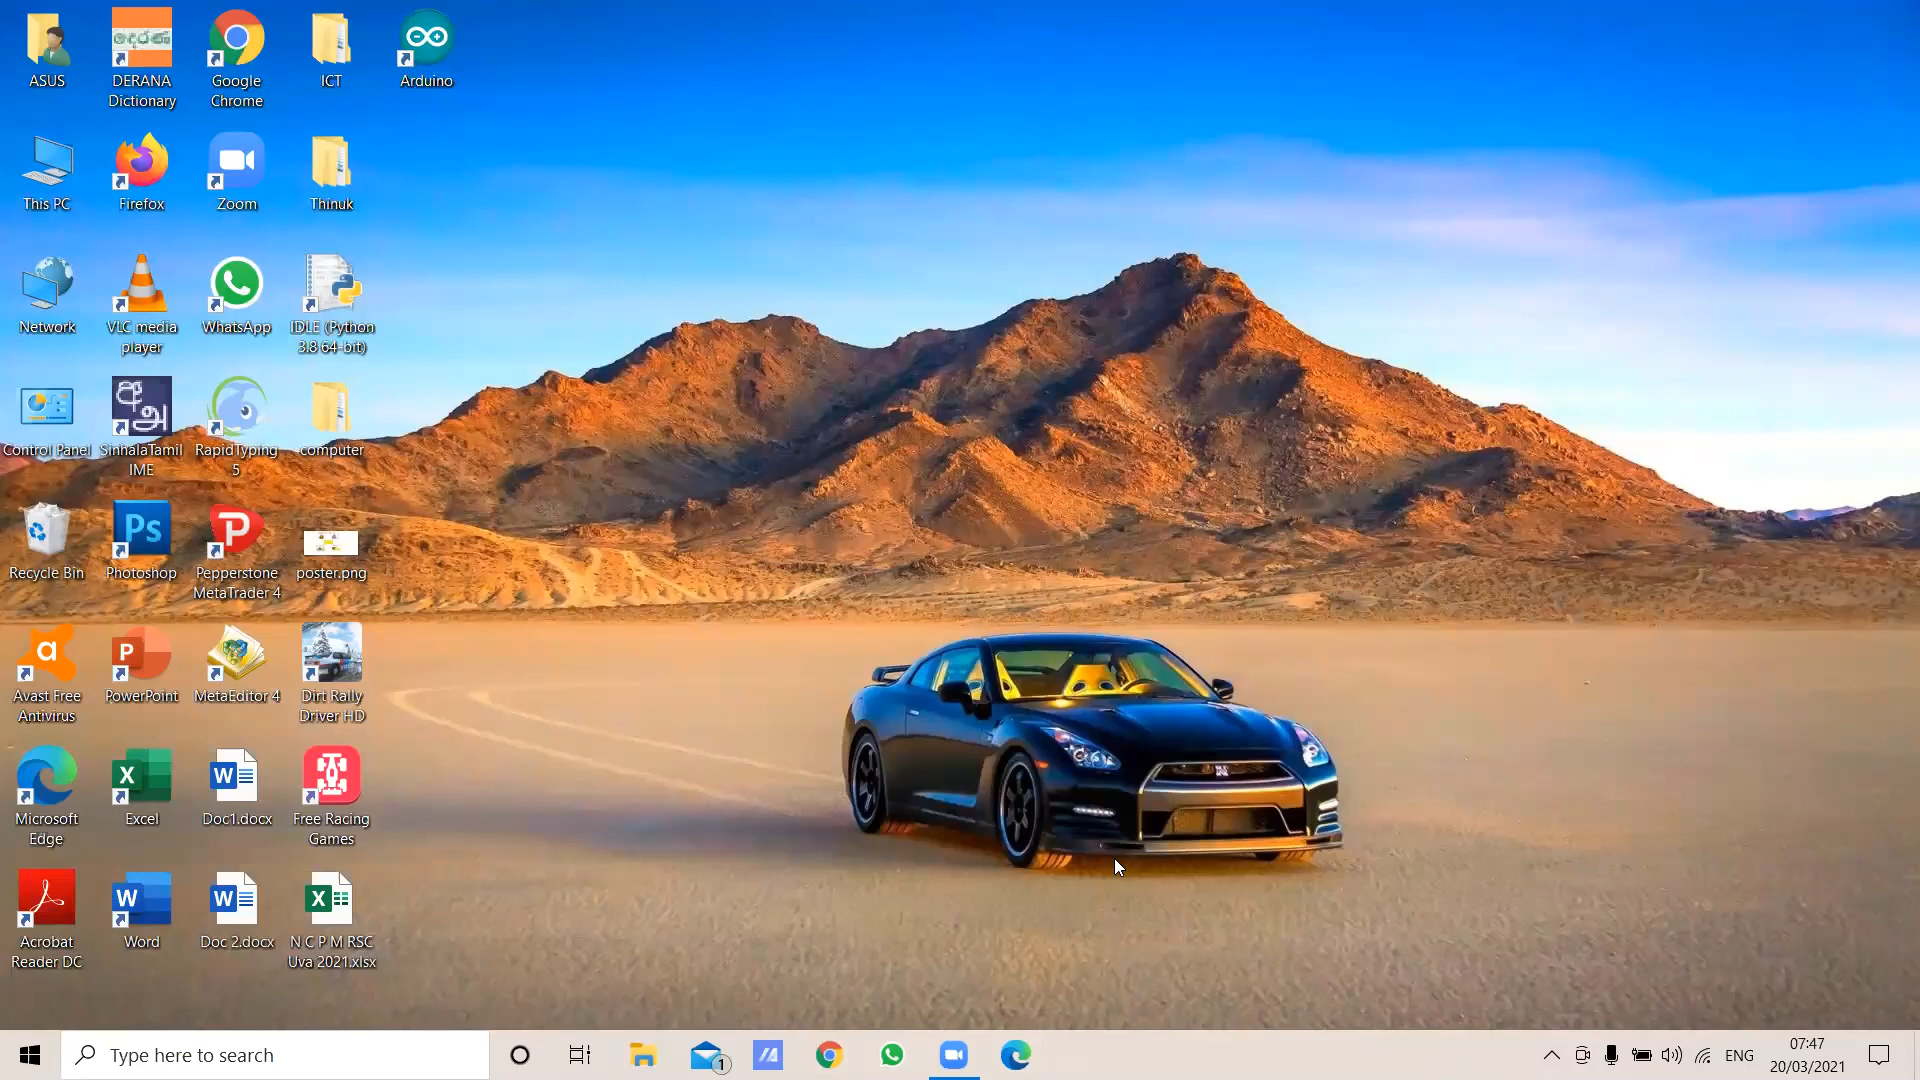 ASUS
DERANA
Dictionary
Google
Chrome
ICT
Arduino
This PC
Firefox
Zoom
Thinuk
Network
VLC media
player
WhatsApp
IDLE (Python
3.8 64-bit)
Control Panel
SinhalaTamil
IME
RapidTyping
5
computer
Recycle Bin
Photoshop
Pepperstone
MetaTrader 4
poster.png
Avast Free
Antivirus
PowerPoint
MetaEditor 4
Dirt Rally
Driver HD
Microsoft
Edge
Excel
Doc1.docx
Free Racing
Games
Acrobat
Reader DC
Word
Doc 2.docx
N C P M RSC
Uva 2021.xlsx
Type here to search
1
ENG
07:47
20/03/2021